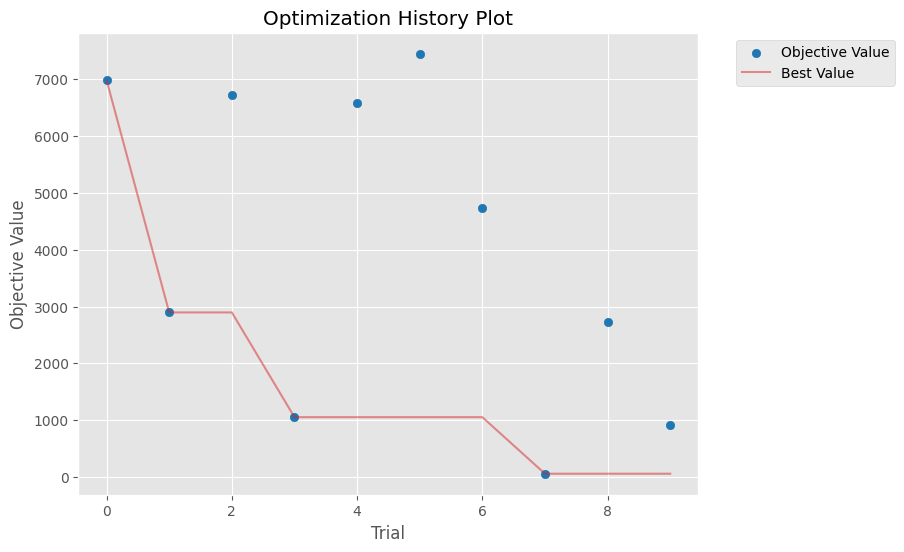 Optimization History Plot
Objective Value
Best Value
7000
6000
5000
4000
3000
2000
1000
0
Objective Value
0 2 4 6 8
Trial